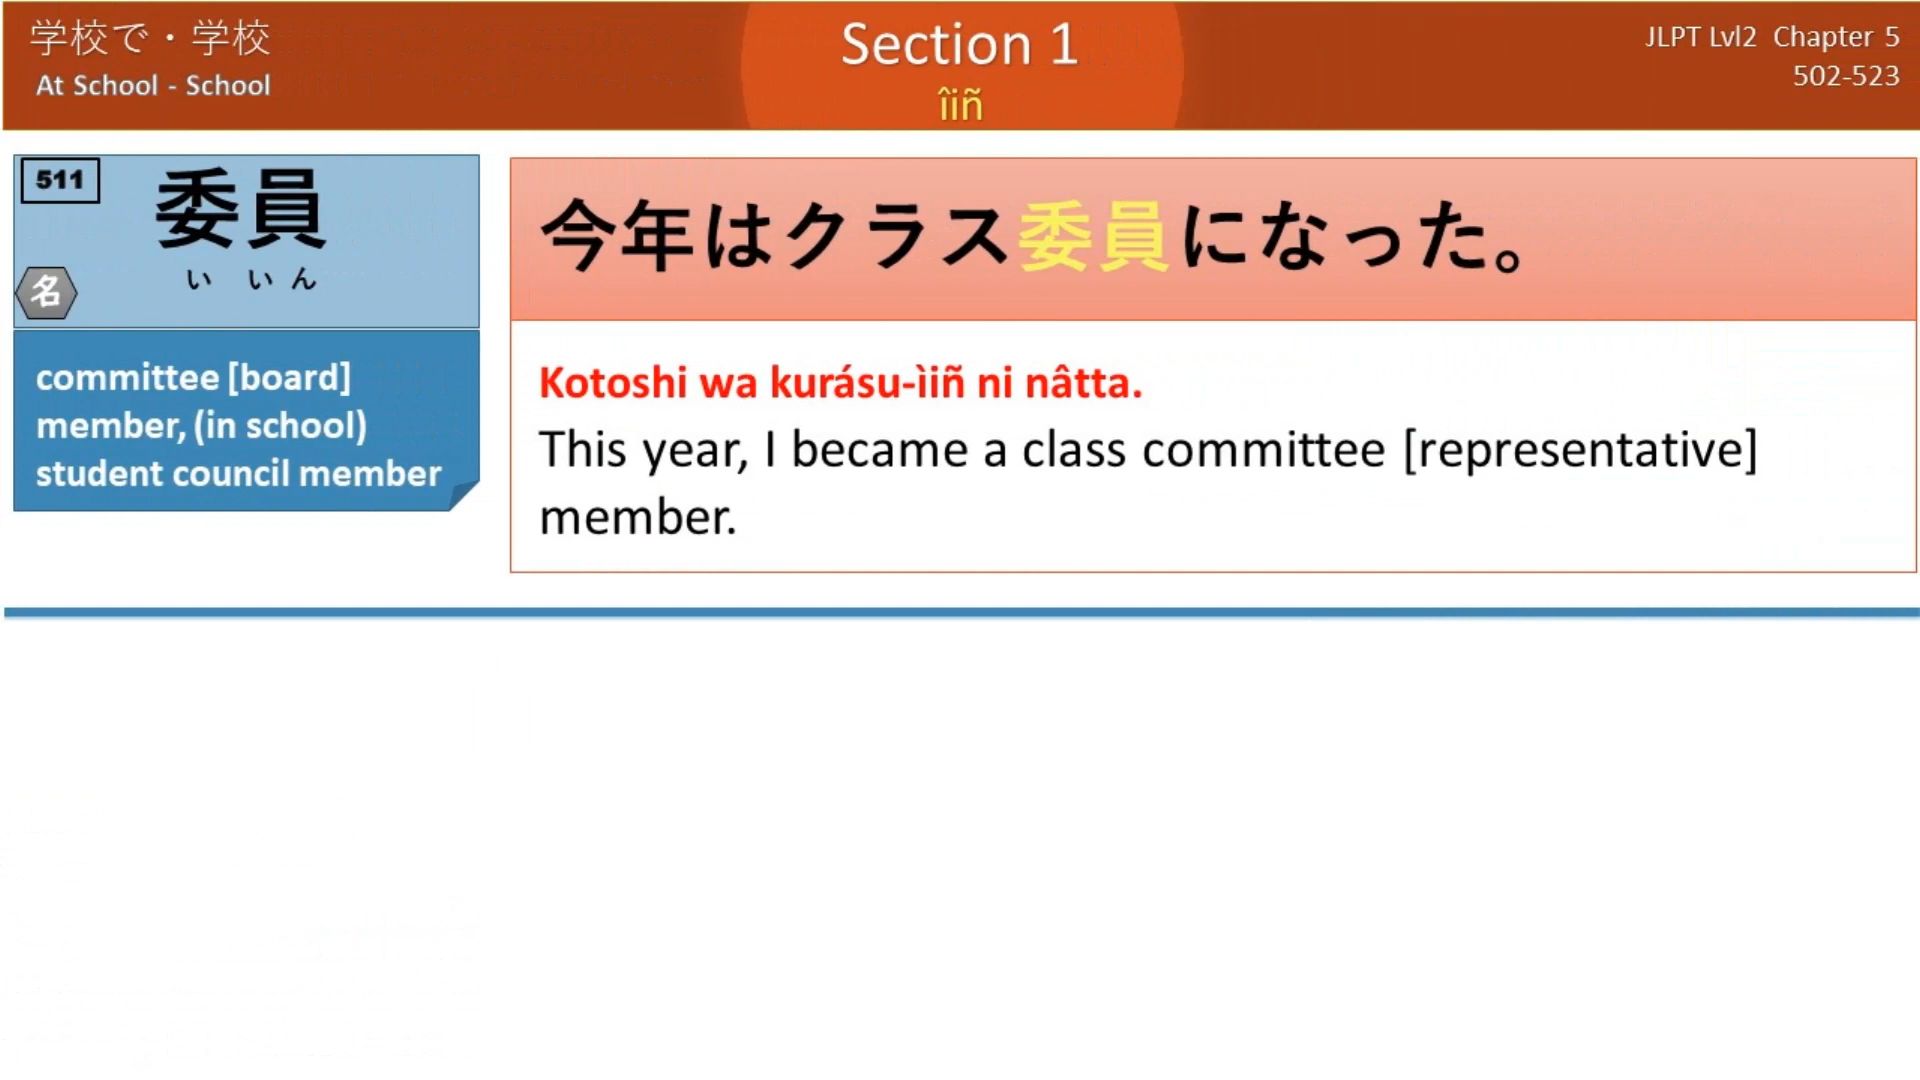 学校で・学校
At School - School
Section 1
îiñ
JLPT Lvl2 Chapter 5
502-523
511
委員
いいん
名
committee [board]
member, (in school)
student council member
今年はクラス委員になった。
Kotoshi wa kurásu-ìiñ ni nâtta.
This year, I became a class committee [representative]
member.